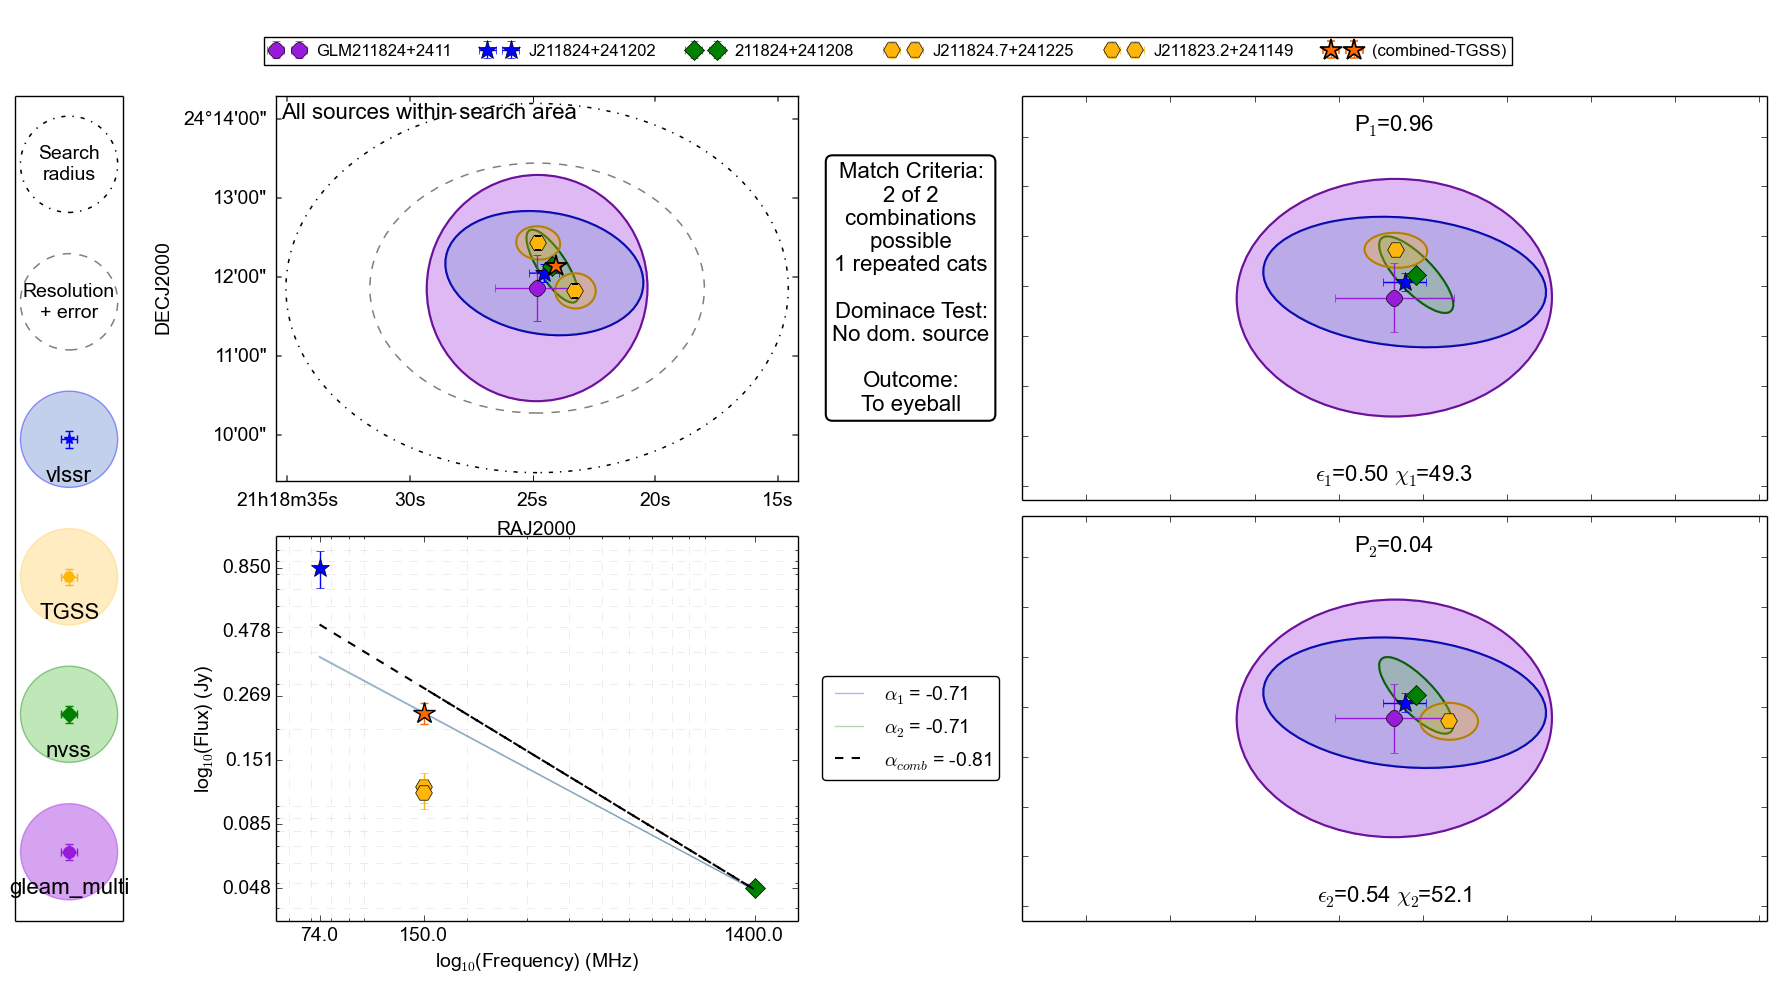 GLM211824+2411 J211824+241202 211824+241208 J211824.7+241225 J211823.2+241149 (combined-TGSS)
Search
radius
Resolution
+ error
vlssr
TGSS
nvss
gleam_multi
All sources within search area
DECJ2000
24°14'00"
13'00"
12'00"
11'00"
10'00"
21h18m35s 30s 25s 20s 15s
RAJ2000
Match Criteria:
2 of 2
combinations
possible
1 repeated cats
Dominace Test:
No dom. source
Outcome:
To eyeball
P1=0.96
ϵ1=0.50 χ1=49.3
log10(Flux) (Jy)
0.850
0.478
0.269
0.151
0.085
0.048
74.0 150.0 1400.0
log10(Frequency) (MHz)
α1 = -0.71
α2 = -0.71
αcomb = -0.81
P2=0.04
ϵ2=0.54 χ2=52.1